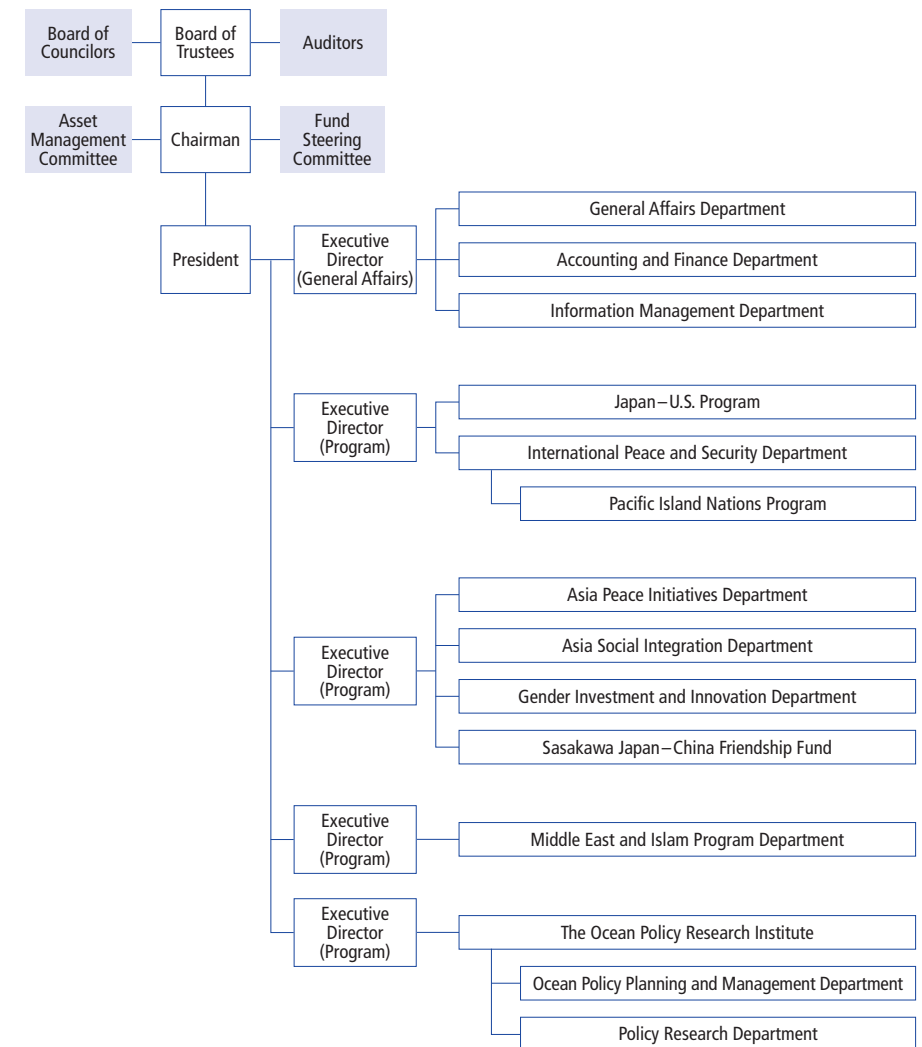 Board of
Councilors
Board of
Trustees
Auditors
Asset
Management
Committee
Chairman
Fund
Steering
Committee
President
Executive
Director
(General Affairs)
General Affairs Department
Accounting and Finance Department
Information Management Department
Executive
Director
(Program)
Japan–U.S. Program
International Peace and Security Department
Pacific Island Nations Program
Executive
Director
(Program)
Asia Peace Initiatives Department
Asia Social Integration Department
Gender Investment and Innovation Department
Sasakawa Japan–China Friendship Fund
Executive
Director
(Program)
Middle East and Islam Program Department
Executive
Director
(Program)
The Ocean Policy Research Institute
Ocean Policy Planning and Management Department
Policy Research Department